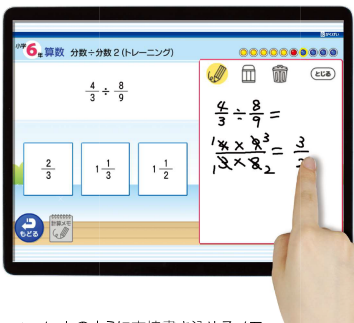 小学6年 算数 分数÷分数2(トレーニング)
4/3 ÷ 8/9
2/3
1 1/3
1 1/2
もどる
計算メモ
とじる
4/3 ÷ 8/9 =
1 4 × 9 3 / 1 3 × 8 2 = 3/